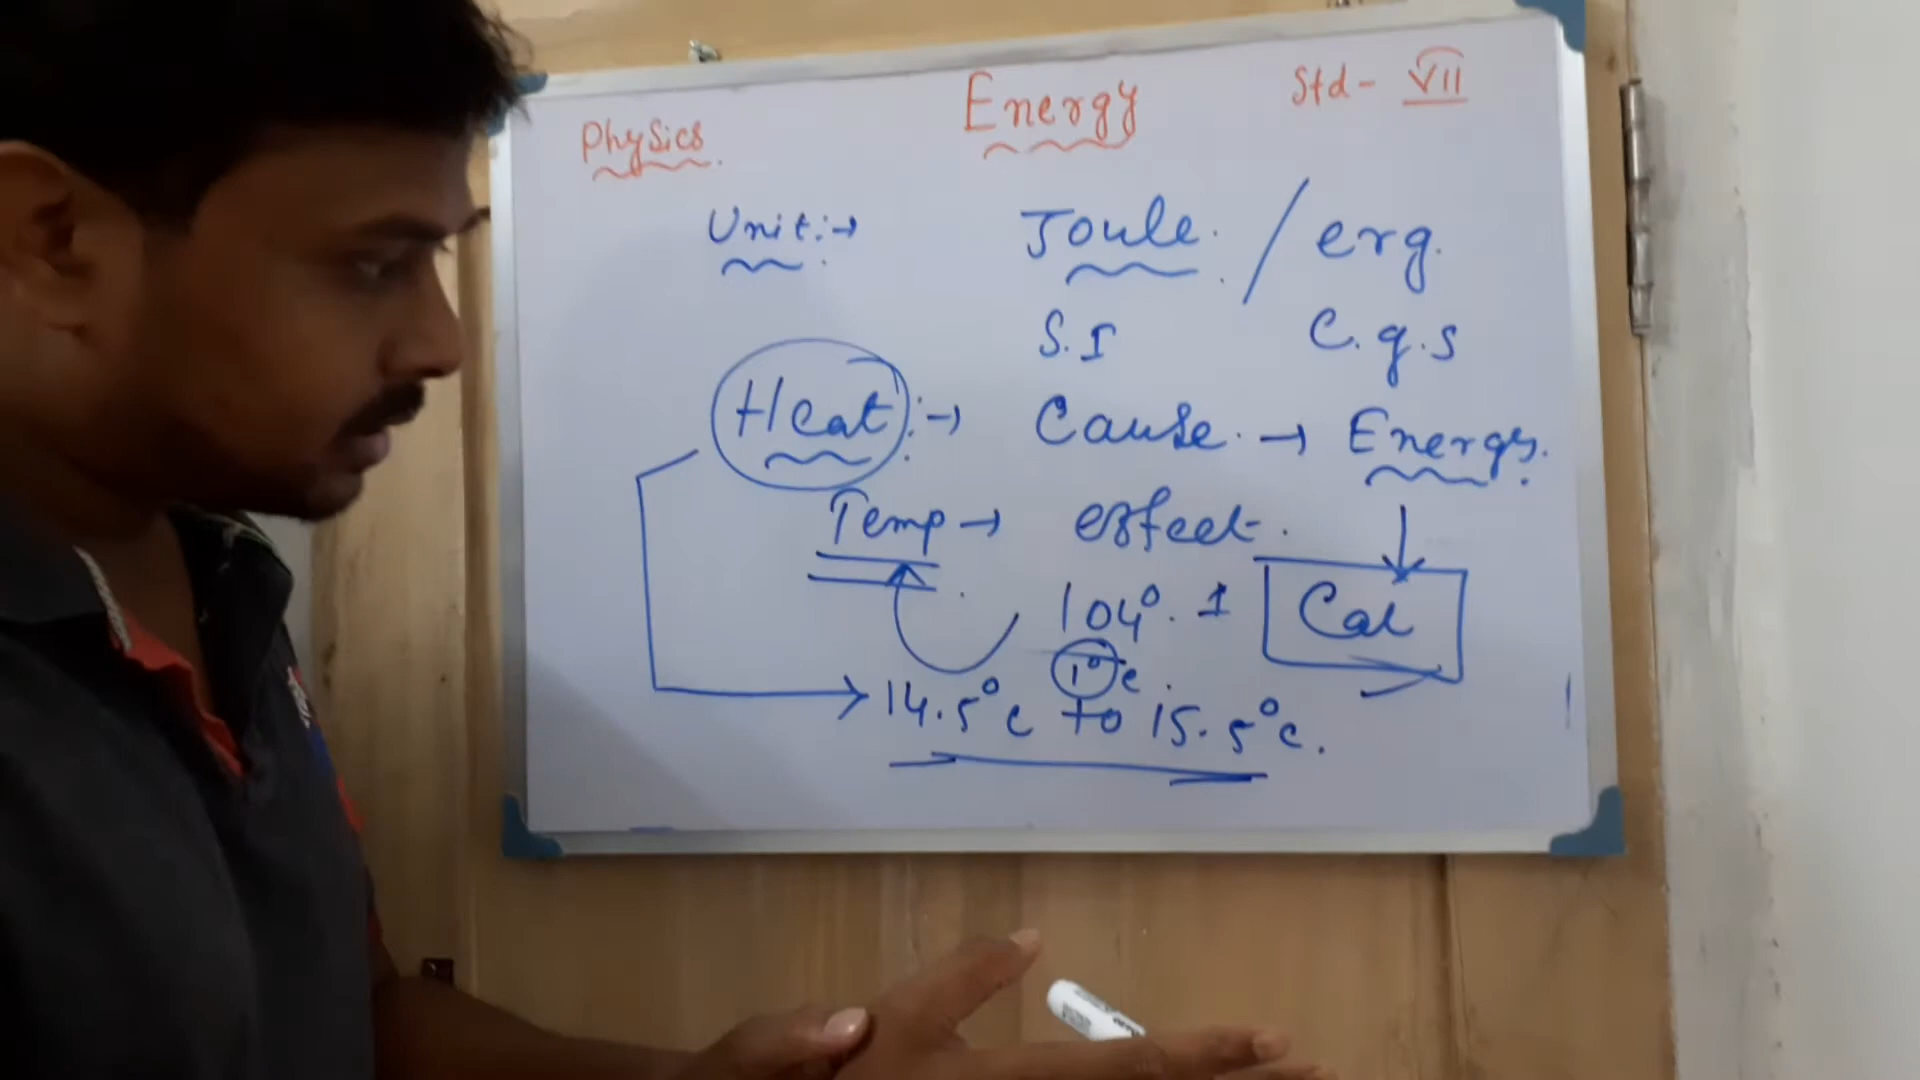 Physics Energy Std- VII
Unit:→ Joule. / erg.
S.I C.g.s
Heat:→ Cause. → Energy.
Temp → effect.
104°. 1 Cal
1°c.
14.5°c to 15.5°c.